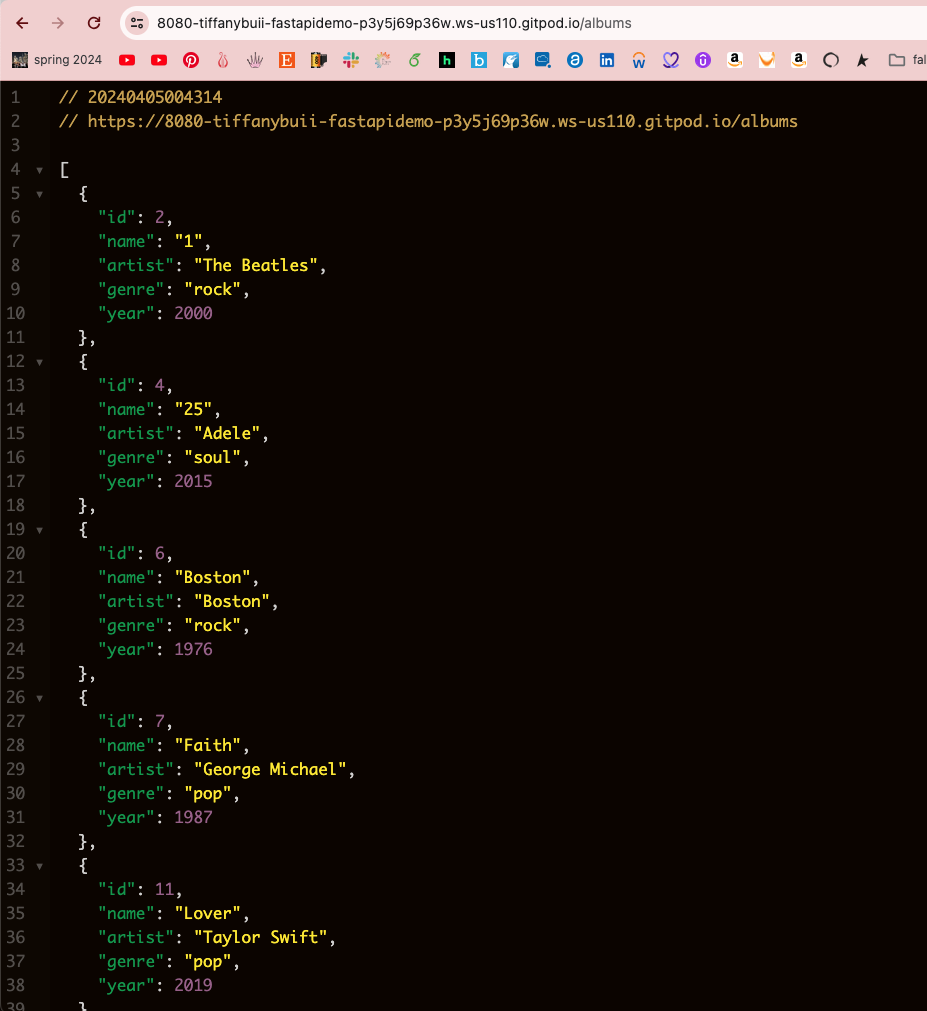 8080-tiffanybuii-fastapidemo-p3y5j69p36w.ws-us110.gitpod.io/albums
spring 2024
fal
1 // 20240405004314
2 // https://8080-tiffanybuii-fastapidemo-p3y5j69p36w.ws-us110.gitpod.io/albums
3
4 [
5 {
6 "id": 2,
7 "name": "1",
8 "artist": "The Beatles",
9 "genre": "rock",
10 "year": 2000
11 },
12 {
13 "id": 4,
14 "name": "25",
15 "artist": "Adele",
16 "genre": "soul",
17 "year": 2015
18 },
19 {
20 "id": 6,
21 "name": "Boston",
22 "artist": "Boston",
23 "genre": "rock",
24 "year": 1976
25 },
26 {
27 "id": 7,
28 "name": "Faith",
29 "artist": "George Michael",
30 "genre": "pop",
31 "year": 1987
32 },
33 {
34 "id": 11,
35 "name": "Lover",
36 "artist": "Taylor Swift",
37 "genre": "pop",
38 "year": 2019
39 }